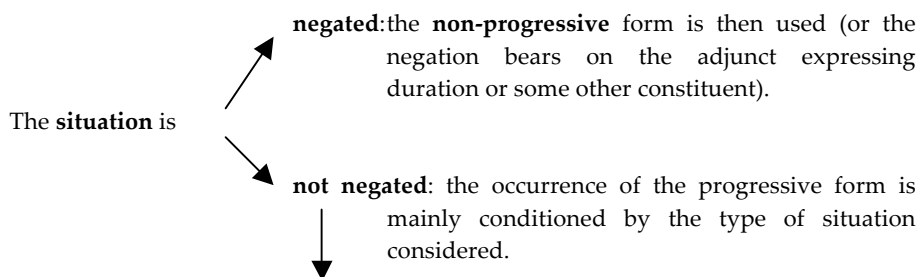 negated: the non-progressive form is then used (or the
negation bears on the adjunct expressing
duration or some other constituent).
The situation is
not negated: the occurrence of the progressive form is
mainly conditioned by the type of situation
considered.